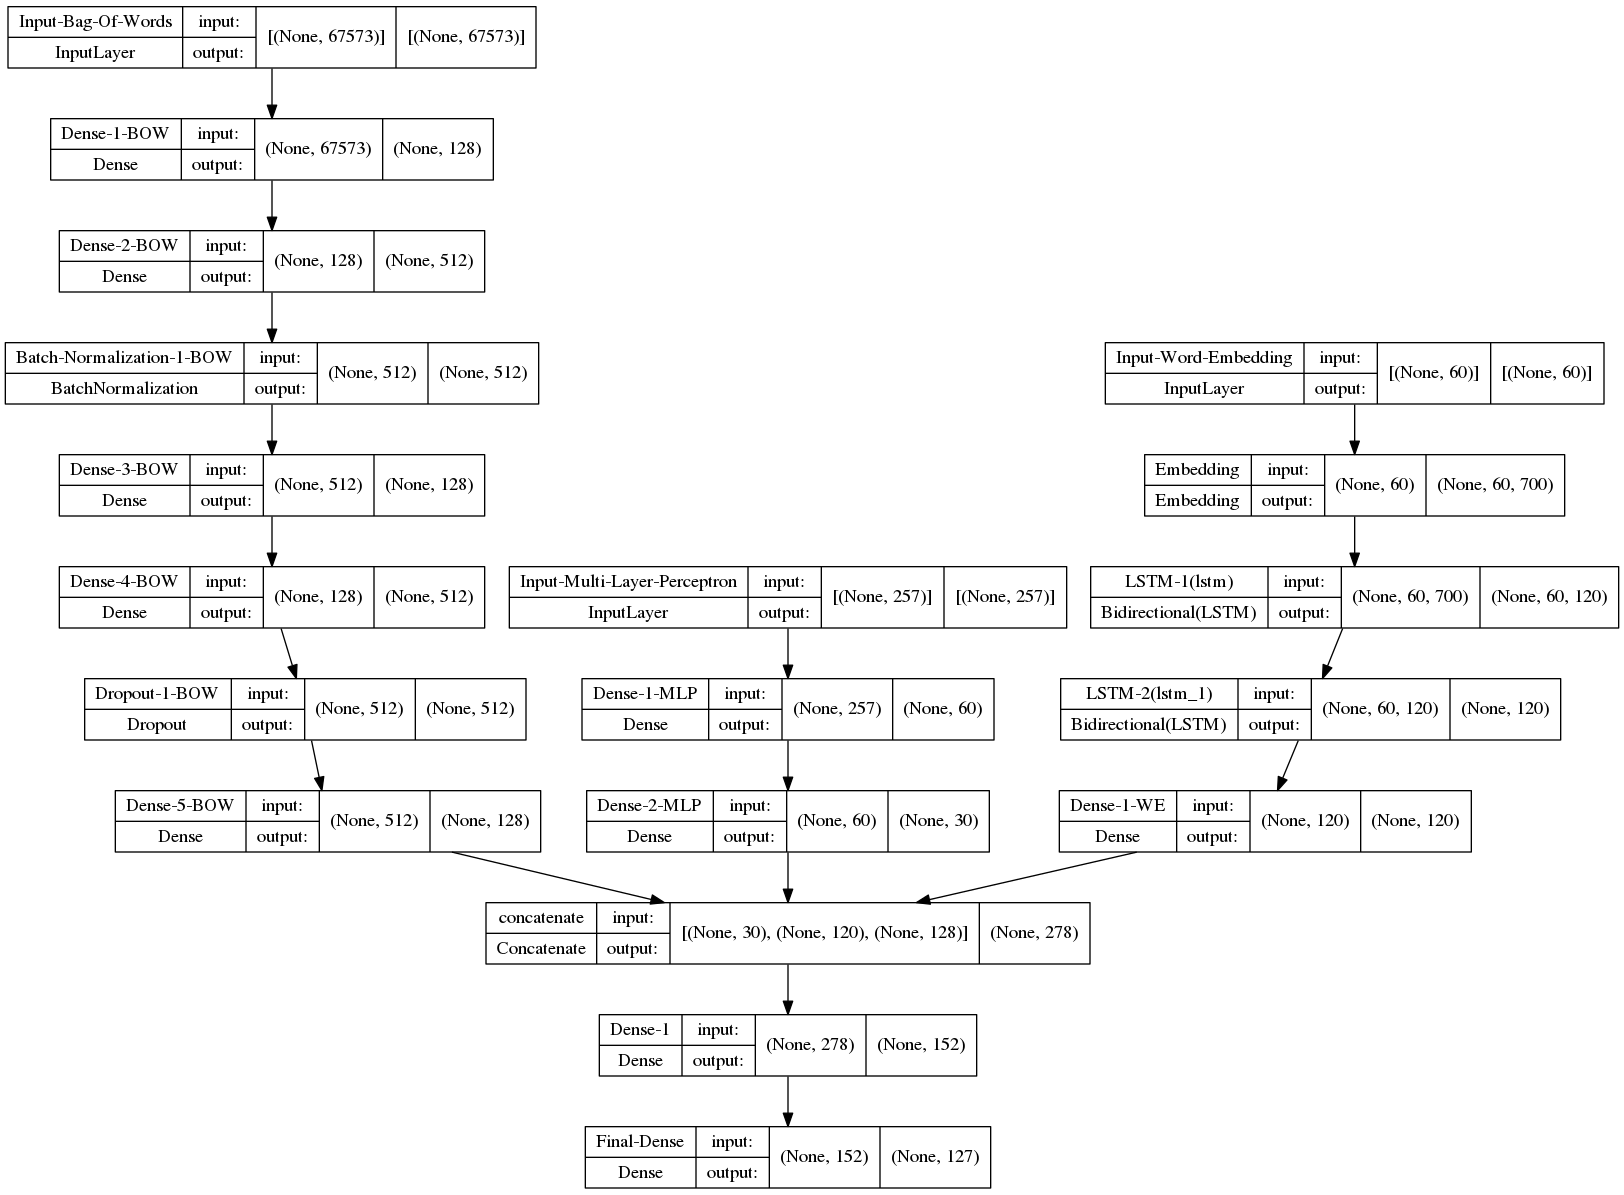 Input-Bag-Of-Words input: [(None, 67573)] [(None, 67573)]
InputLayer output:
Dense-1-BOW input: (None, 67573) (None, 128)
Dense output:
Dense-2-BOW input: (None, 128) (None, 512)
Dense output:
Batch-Normalization-1-BOW input: (None, 512) (None, 512)
BatchNormalization output:
Input-Word-Embedding input: [(None, 60)] [(None, 60)]
InputLayer output:
Dense-3-BOW input: (None, 512) (None, 128)
Dense output:
Embedding input: (None, 60) (None, 60, 700)
Embedding output:
Dense-4-BOW input: (None, 128) (None, 512)
Dense output:
Input-Multi-Layer-Perceptron input: [(None, 257)] [(None, 257)]
InputLayer output:
LSTM-1(lstm) input: (None, 60, 700) (None, 60, 120)
Bidirectional(LSTM) output:
Dropout-1-BOW input: (None, 512) (None, 512)
Dropout output:
Dense-1-MLP input: (None, 257) (None, 60)
Dense output:
LSTM-2(lstm_1) input: (None, 60, 120) (None, 120)
Bidirectional(LSTM) output:
Dense-5-BOW input: (None, 512) (None, 128)
Dense output:
Dense-2-MLP input: (None, 60) (None, 30)
Dense output:
Dense-1-WE input: (None, 120) (None, 120)
Dense output:
concatenate input: [(None, 30), (None, 120), (None, 128)] (None, 278)
Concatenate output:
Dense-1 input: (None, 278) (None, 152)
Dense output:
Final-Dense input: (None, 152) (None, 127)
Dense output: